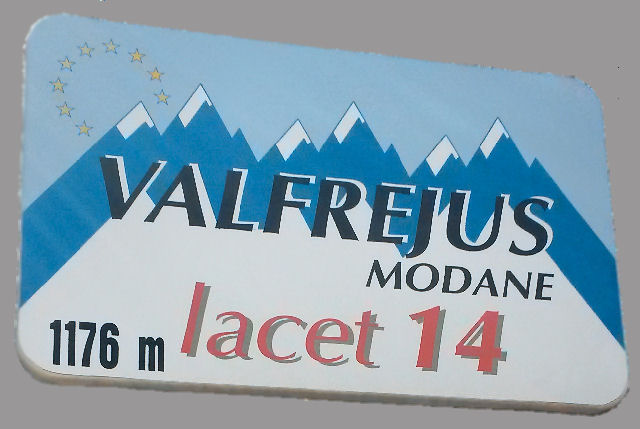 VALFREJUS
MODANE
lacet 14
1176 m